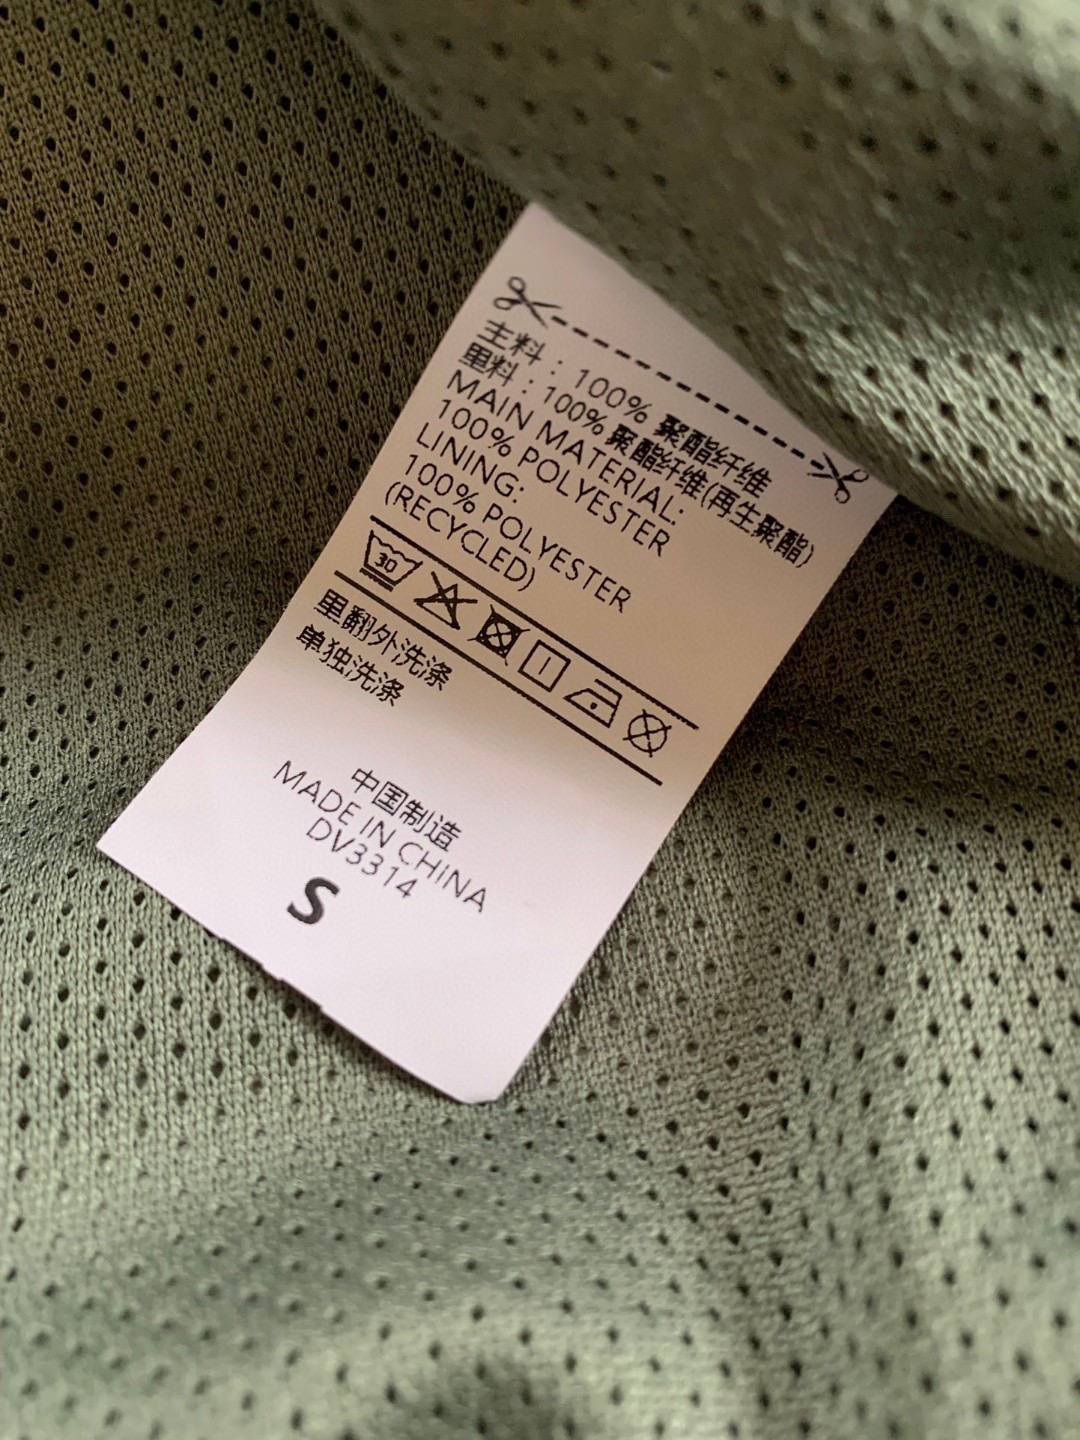 主料：100% 聚酯纤维
里料：100% 聚酯纤维(再生聚酯)
MAIN MATERIAL:
100% POLYESTER
LINING:
100% POLYESTER
(RECYCLED)
30
里翻外洗涤
单独洗涤
中国制造
MADE IN CHINA
DV3314
S